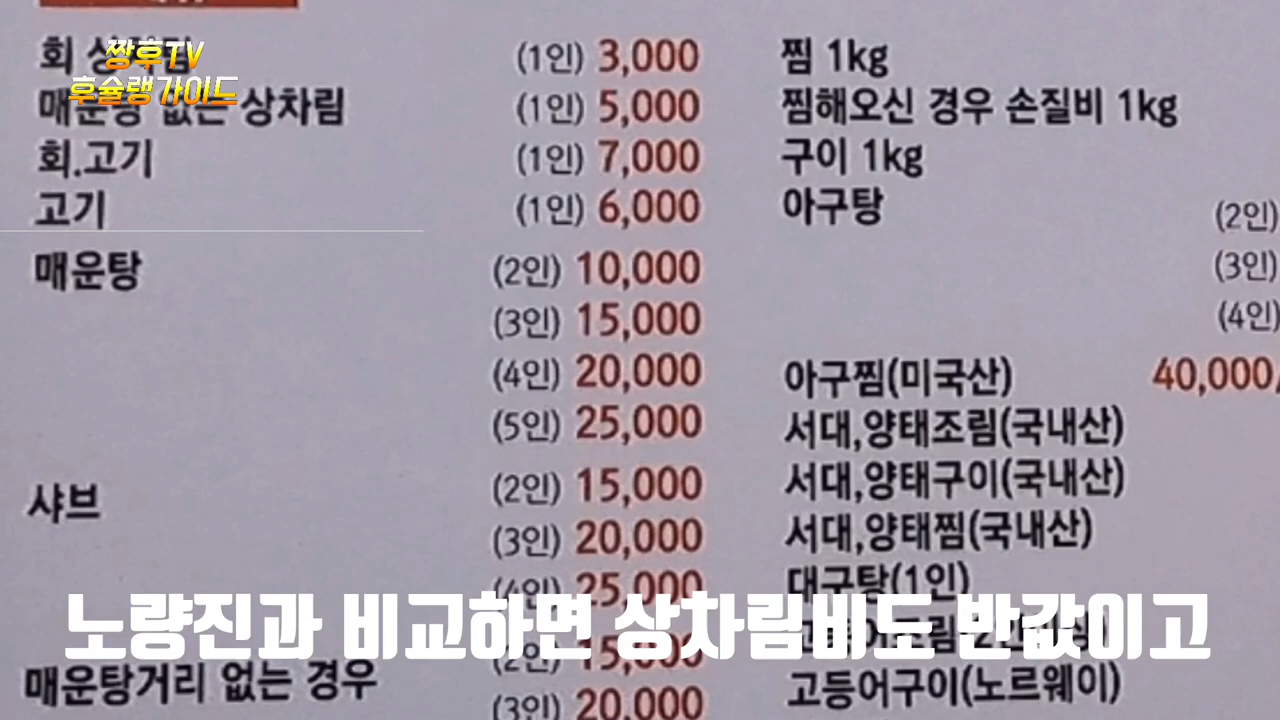 회 상차림 (1인) 3,000
짱후TV
후슐랭가이드
매운탕 없는 상차림 (1인) 5,000
회.고기 (1인) 7,000
고기 (1인) 6,000
매운탕 (2인) 10,000
(3인) 15,000
(4인) 20,000
(5인) 25,000
샤브 (2인) 15,000
(3인) 20,000
(4인) 25,000
매운탕거리 없는 경우 (2인) 15,000
(3인) 20,000
찜 1kg
찜해오신 경우 손질비 1kg
구이 1kg
아구탕 (2인)
(3인)
(4인)
아구찜(미국산) 40,000
서대,양태조림(국내산)
서대,양태구이(국내산)
서대,양태찜(국내산)
대구탕(1인)
고등어구이(노르웨이)
노량진과 비교하면 상차림비도 반값이고